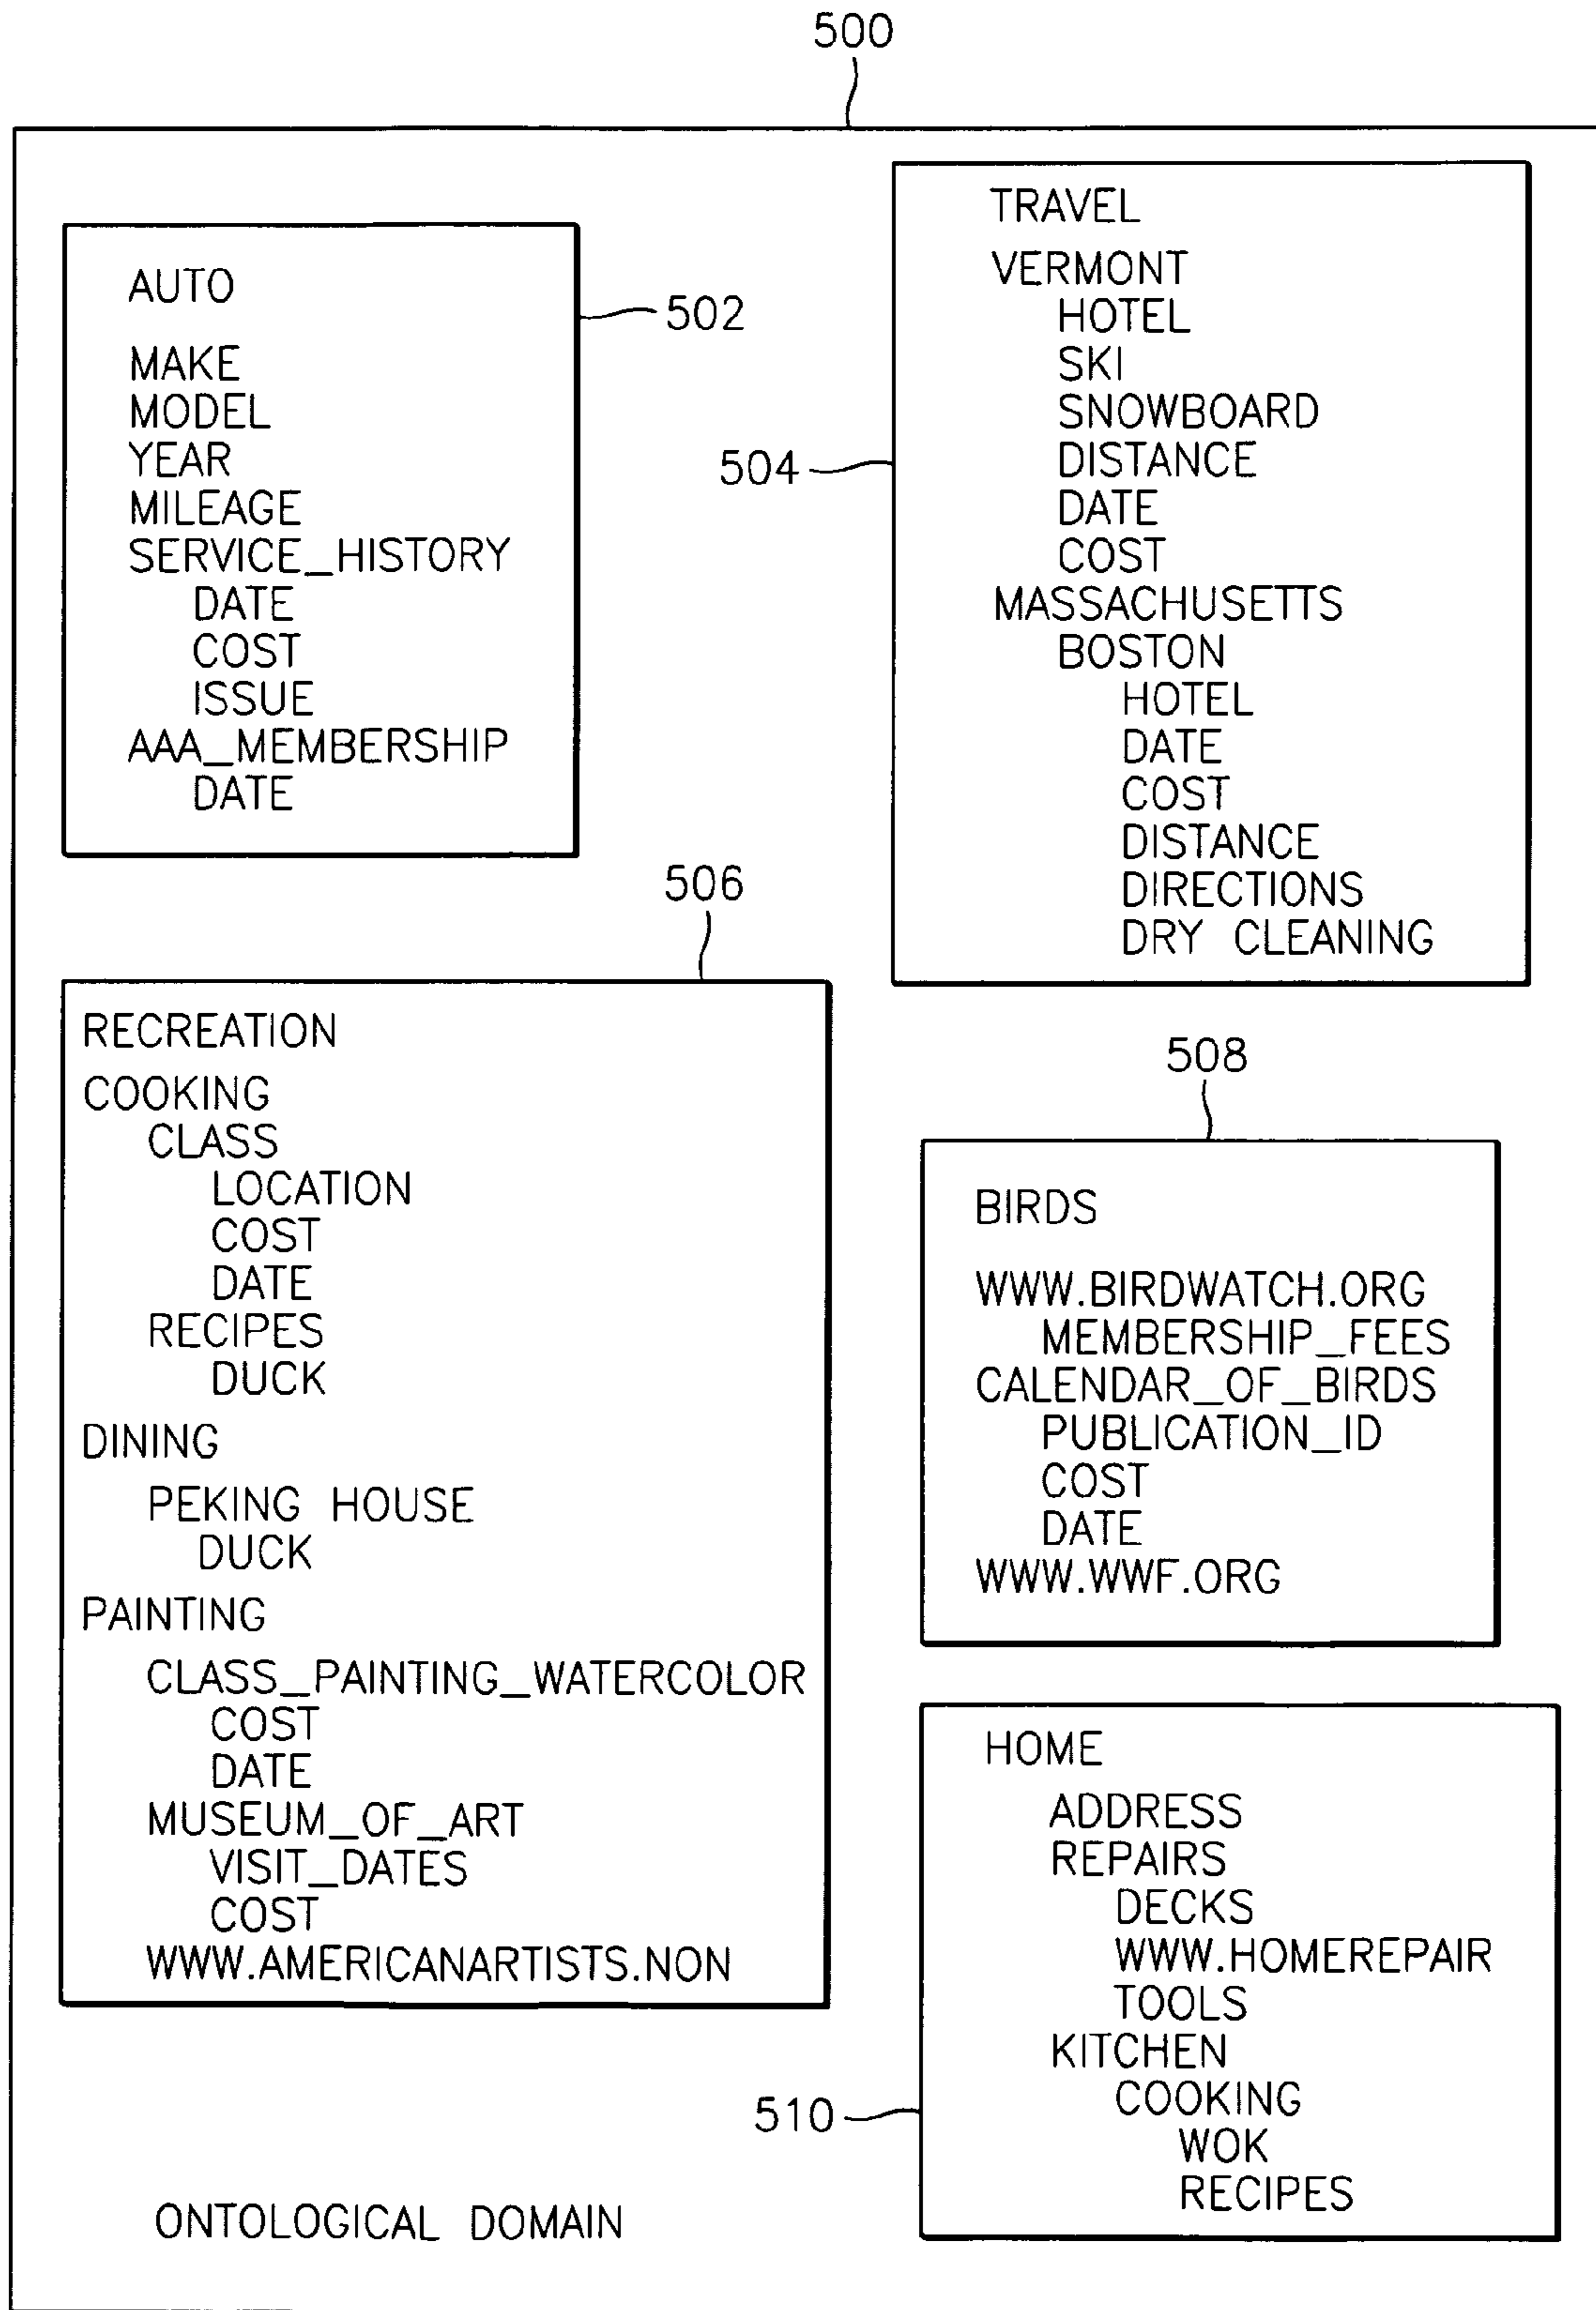 500
AUTO
MAKE
MODEL
YEAR
MILEAGE
SERVICE_HISTORY
DATE
COST
ISSUE
AAA_MEMBERSHIP
DATE
502
TRAVEL
VERMONT
HOTEL
SKI
SNOWBOARD
DISTANCE
DATE
COST
MASSACHUSETTS
BOSTON
HOTEL
DATE
COST
DISTANCE
DIRECTIONS
DRY CLEANING
504
506
RECREATION
COOKING
CLASS
LOCATION
COST
DATE
RECIPES
DUCK
DINING
PEKING HOUSE
DUCK
PAINTING
CLASS_PAINTING_WATERCOLOR
COST
DATE
MUSEUM_OF_ART
VISIT_DATES
COST
WWW.AMERICANARTISTS.NON
508
BIRDS
WWW.BIRDWATCH.ORG
MEMBERSHIP_FEES
CALENDAR_OF_BIRDS
PUBLICATION_ID
COST
DATE
WWW.WWF.ORG
HOME
ADDRESS
REPAIRS
DECKS
WWW.HOMEREPAIR
TOOLS
KITCHEN
COOKING
WOK
RECIPES
510
ONTOLOGICAL DOMAIN